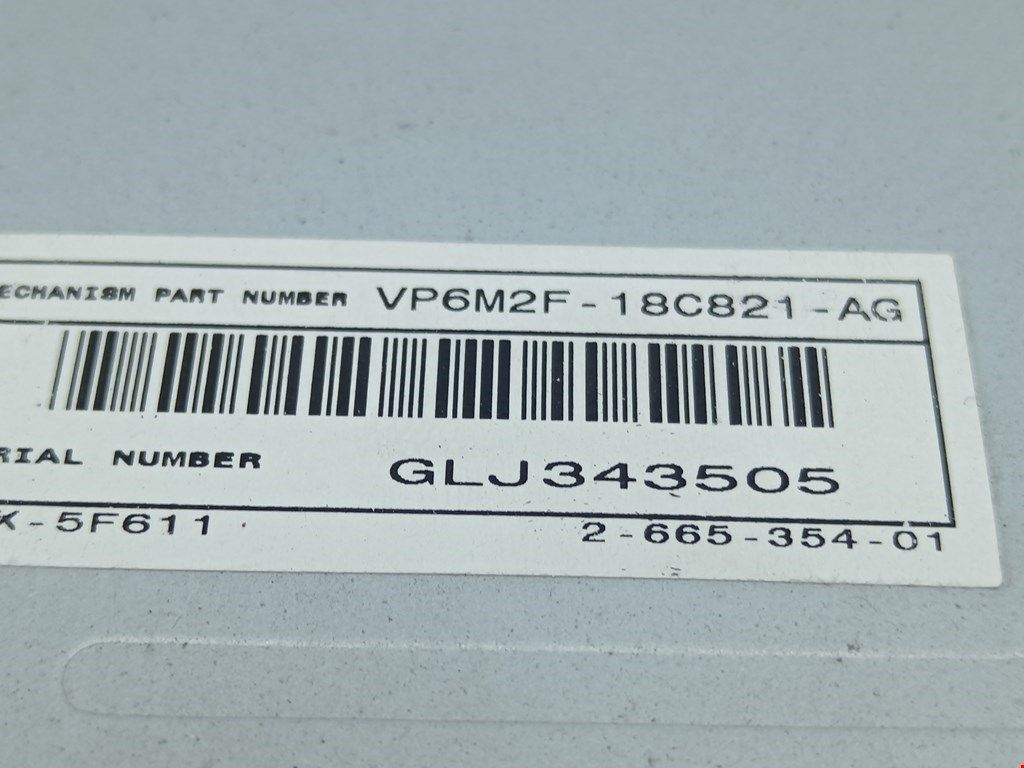 ECHANISM PART NUMBER VP6M2F-18C821-AG
RIAL NUMBER GLJ343505
K-5F611 2-665-354-01